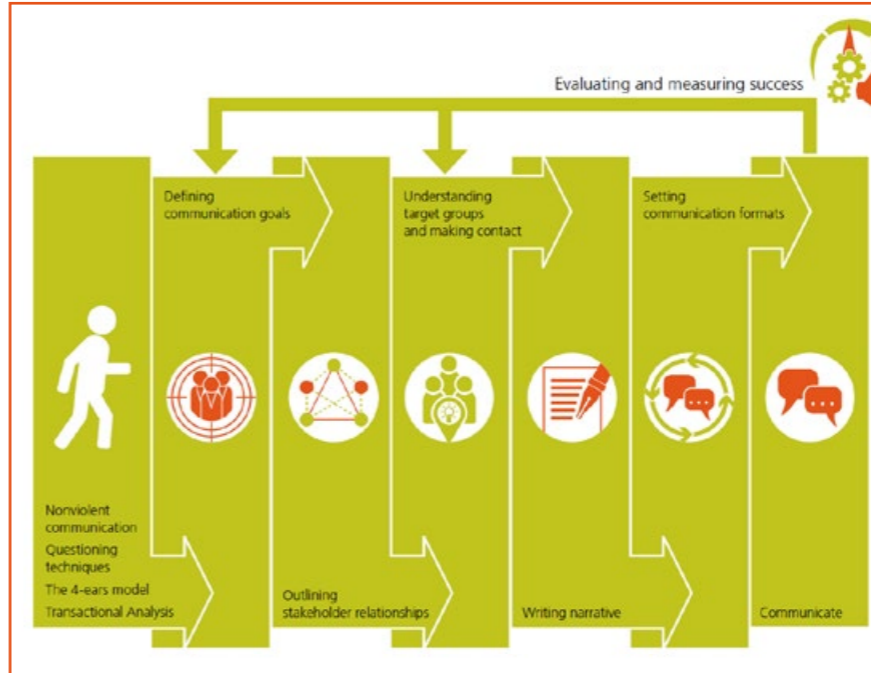 Evaluating and measuring success
Defining
communication goals
Understanding
target groups
and making contact
Setting
communication formats
Nonviolent
communication
Questioning
techniques
The 4-ears model
Transactional Analysis
Outlining
stakeholder relationships
Writing narrative
Communicate